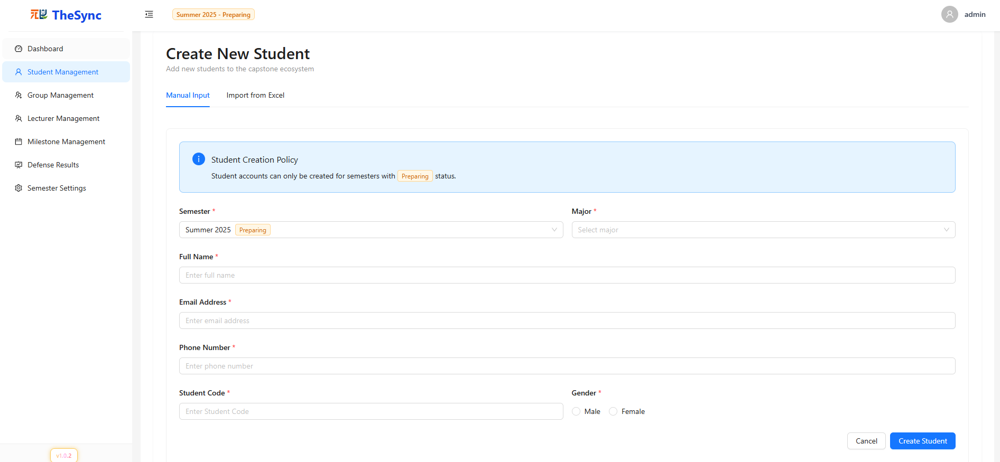 TheSync
Summer 2025 - Preparing
admin
Dashboard
Student Management
Group Management
Lecturer Management
Milestone Management
Defense Results
Semester Settings
v1.0.2
Create New Student
Add new students to the capstone ecosystem
Manual Input Import from Excel
Student Creation Policy
Student accounts can only be created for semesters with Preparing status.
Semester * Major *
Summer 2025 Preparing Select major
Full Name *
Enter full name
Email Address *
Enter email address
Phone Number *
Enter phone number
Student Code * Gender *
Enter Student Code Male Female
Cancel Create Student